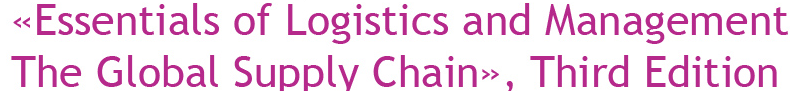 «Essentials of Logistics and Management
The Global Supply Chain», Third Edition